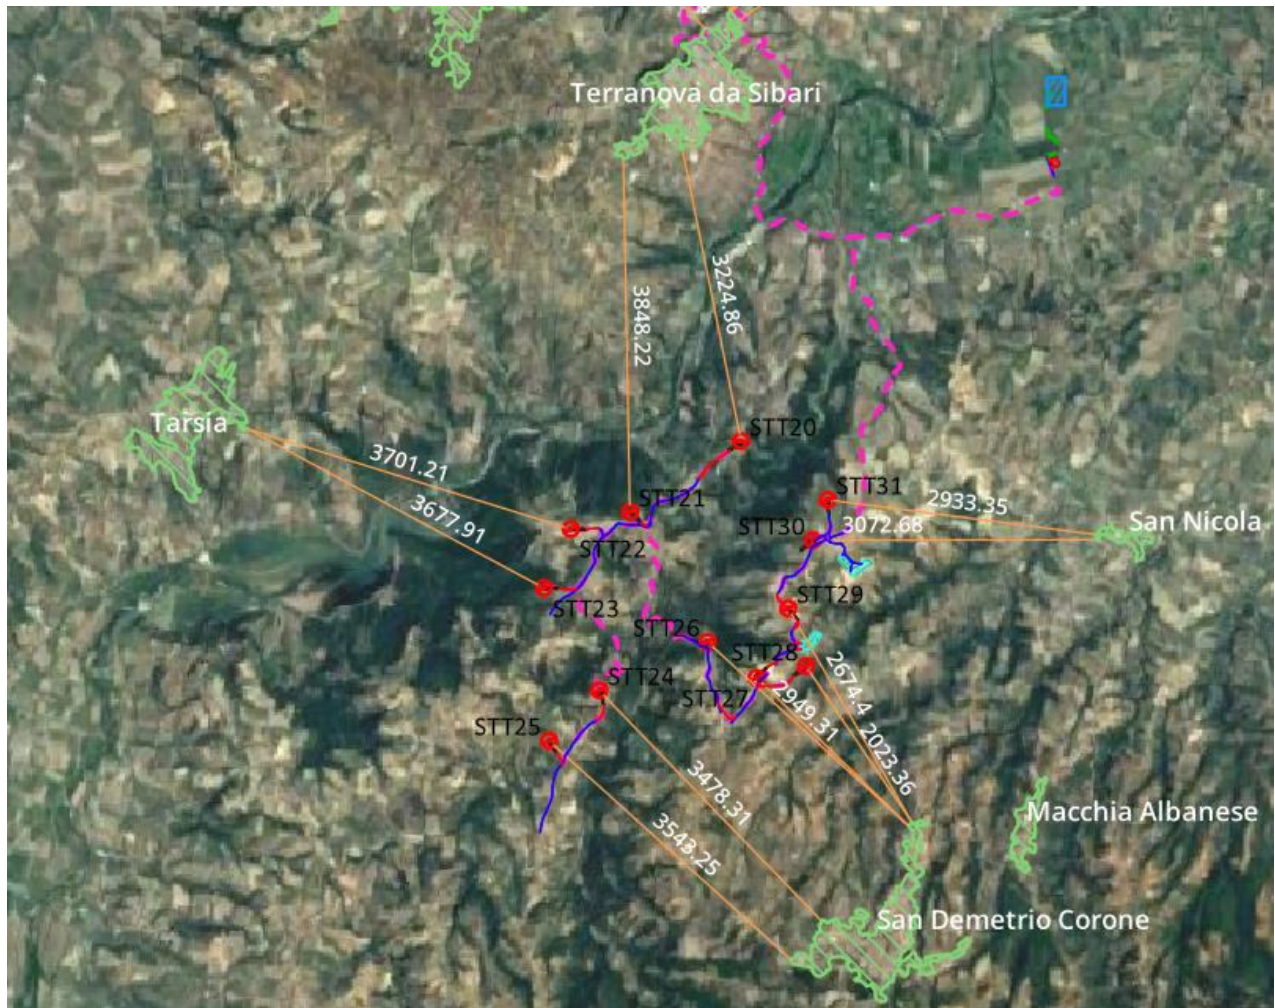 Terranova da Sibari
3224.86
3848.22
Tarsia
STT20
3701.21
STT21
STT31
2933.35
3677.91
STT22
STT30
3072.68
San Nicola
STT23
STT29
STT26
STT28
2674.4
STT24
STT27
2949.31
2023.36
STT25
3478.31
Macchia Albanese
3543.25
San Demetrio Corone